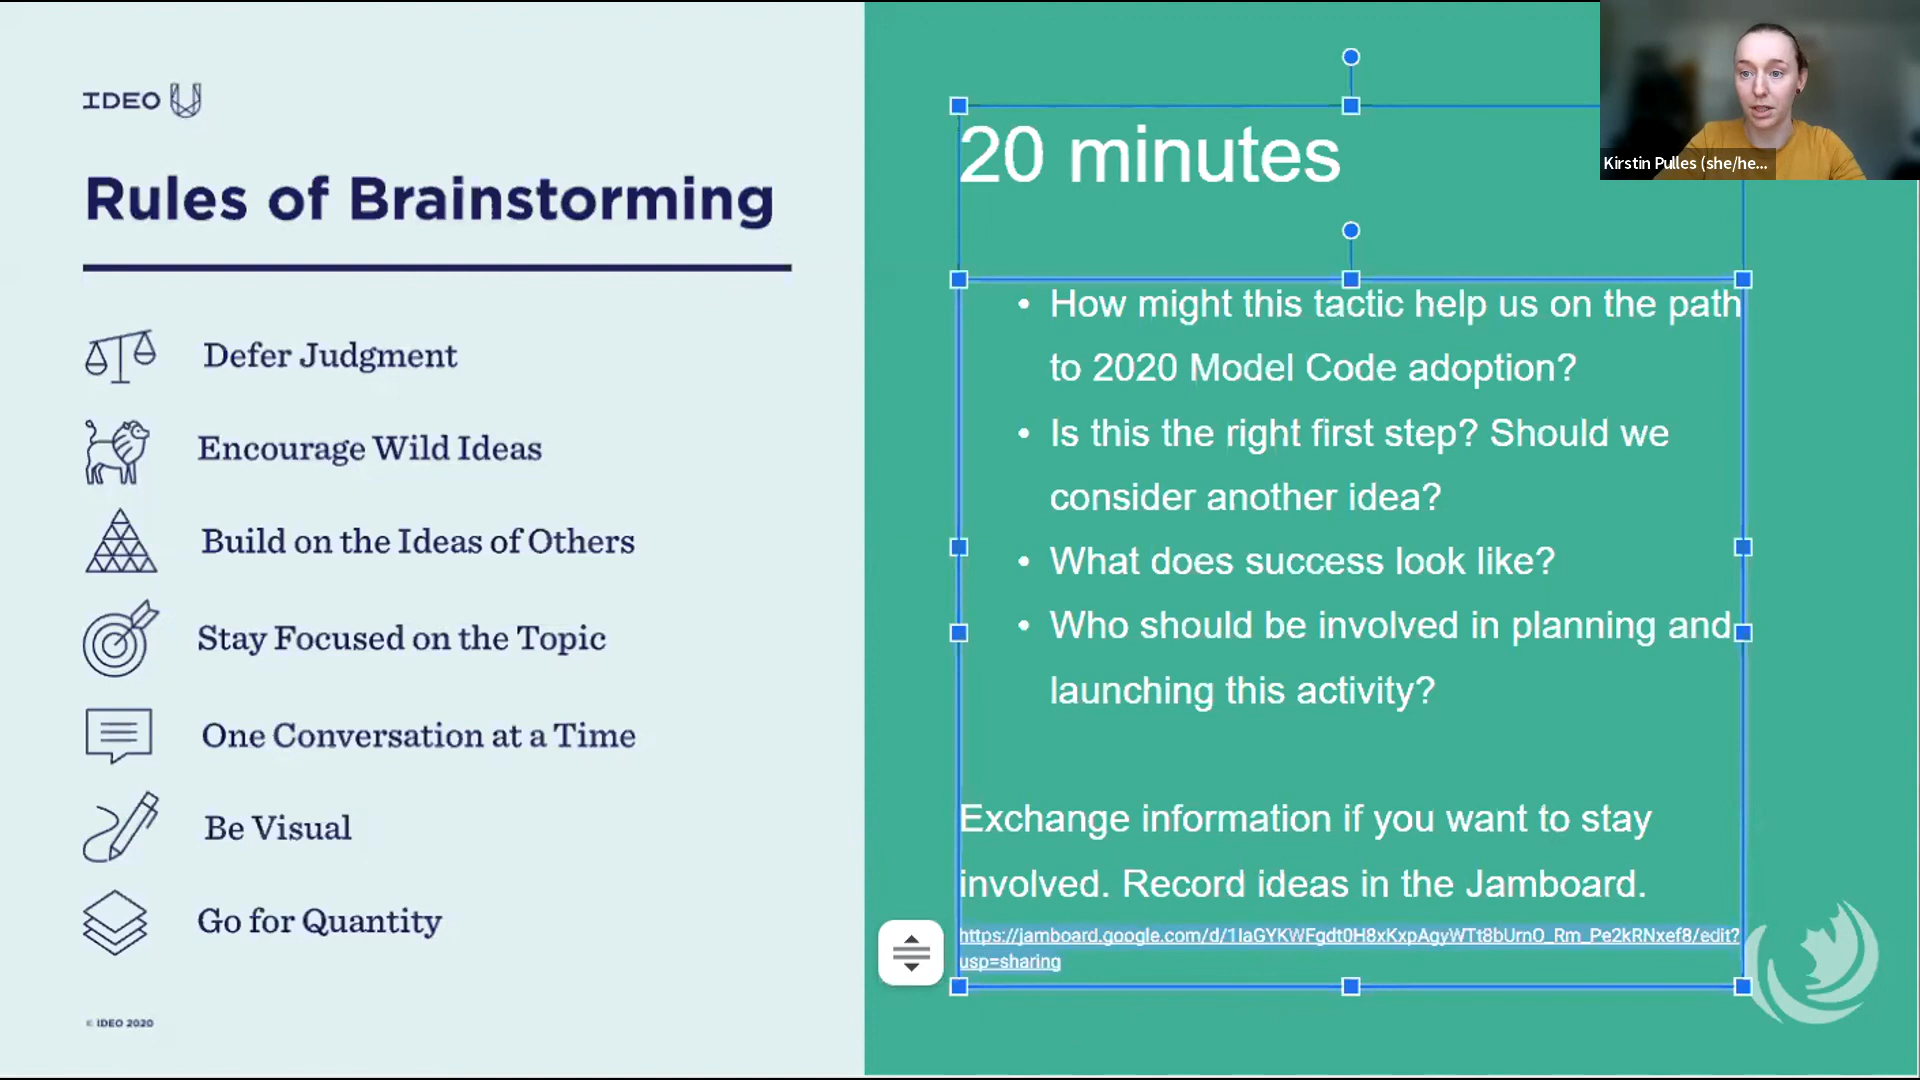 IDEO U
Rules of Brainstorming
Defer Judgment
Encourage Wild Ideas
Build on the Ideas of Others
Stay Focused on the Topic
One Conversation at a Time
Be Visual
Go for Quantity
© IDEO 2020
20 minutes
• How might this tactic help us on the path
to 2020 Model Code adoption?
• Is this the right first step? Should we
consider another idea?
• What does success look like?
• Who should be involved in planning and
launching this activity?
Exchange information if you want to stay
involved. Record ideas in the Jamboard.
https://jamboard.google.com/d/1IaGYKWFgdt0H8xKxpAgyWTt8bUrnO_Rm_Pe2kRNxef8/edit?
usp=sharing
Kirstin Pulles (she/he...